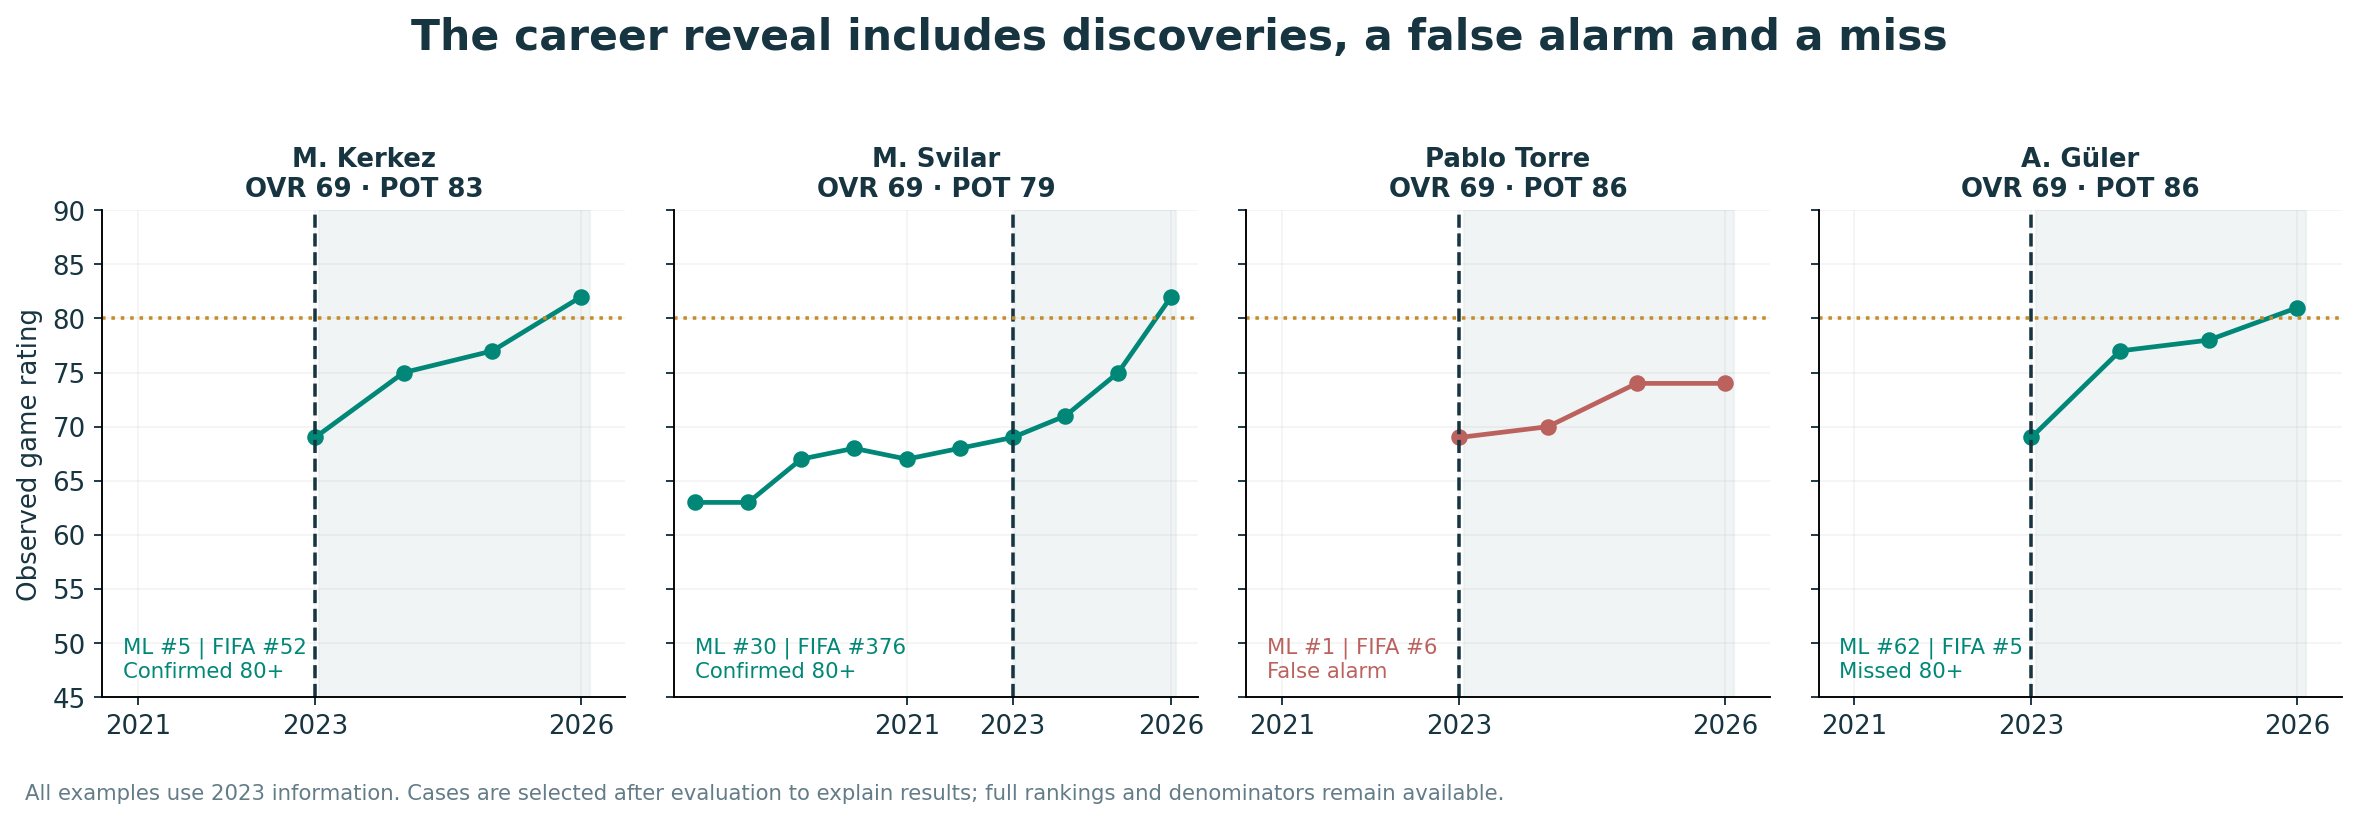 The career reveal includes discoveries, a false alarm and a miss
M. Kerkez
OVR 69 · POT 83
M. Svilar
OVR 69 · POT 79
Pablo Torre
OVR 69 · POT 86
A. Güler
OVR 69 · POT 86
Observed game rating
90
85
80
75
70
65
60
55
50
45
ML #5 | FIFA #52
Confirmed 80+
2021 2023 2026
ML #30 | FIFA #376
Confirmed 80+
2021 2023 2026
ML #1 | FIFA #6
False alarm
2021 2023 2026
ML #62 | FIFA #5
Missed 80+
2021 2023 2026
All examples use 2023 information. Cases are selected after evaluation to explain results; full rankings and denominators remain available.